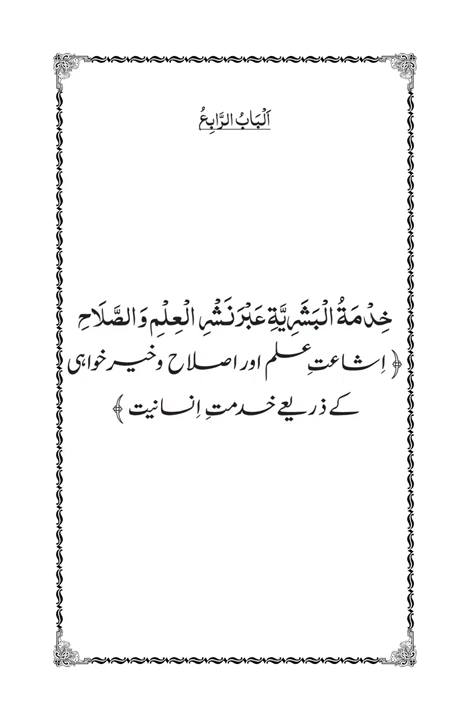 اَلْبَابُ الرَّابِعُ
خِدْمَةُ الْبَشَرِيَّةِ عَبْرَ نَشْرِ الْعِلْمِ وَالصَّلَاحِ
﴿ اِشاعتِ علم اور اصلاح و خیر خواہی
کے ذریعے خدمتِ اِنسانیت ﴾